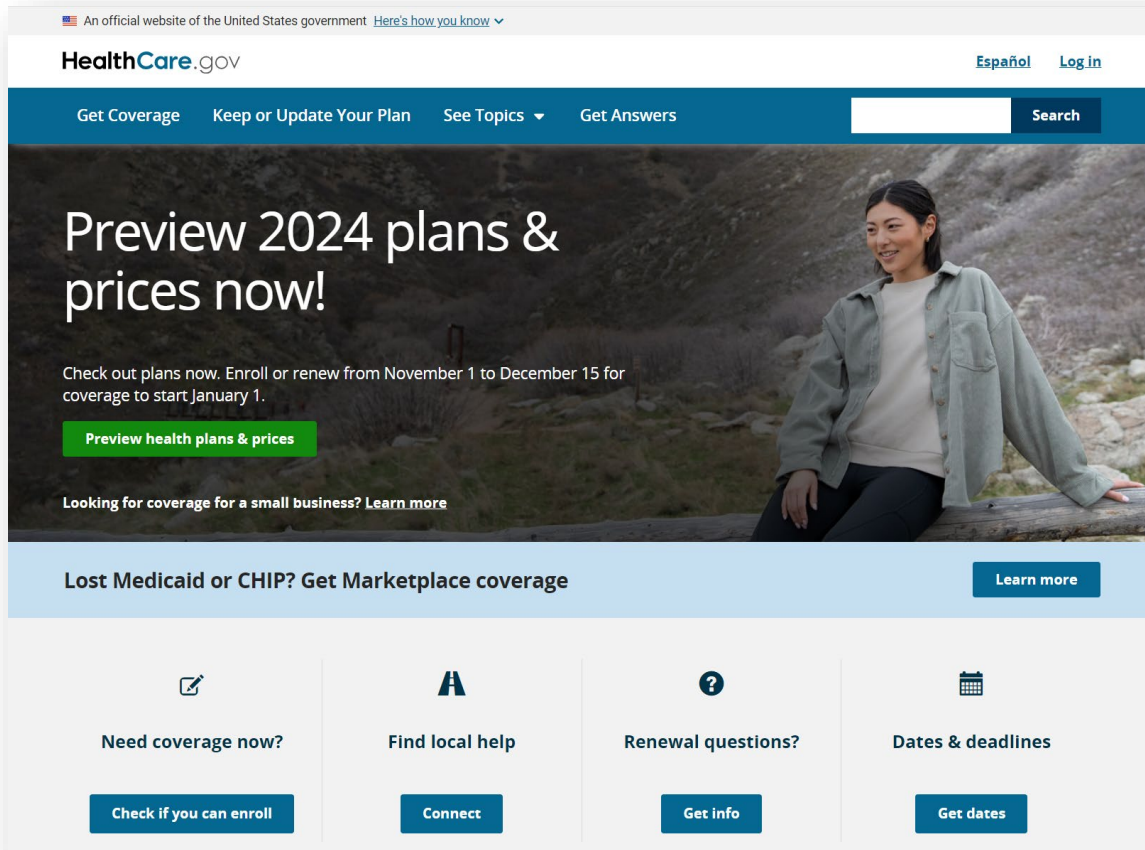 An official website of the United States government Here's how you know
HealthCare.gov
Español Log in
Get Coverage Keep or Update Your Plan See Topics Get Answers Search
Preview 2024 plans &
prices now!
Check out plans now. Enroll or renew from November 1 to December 15 for
coverage to start January 1.
Preview health plans & prices
Looking for coverage for a small business? Learn more
Lost Medicaid or CHIP? Get Marketplace coverage Learn more
Need coverage now? Find local help Renewal questions? Dates & deadlines
Check if you can enroll Connect Get info Get dates